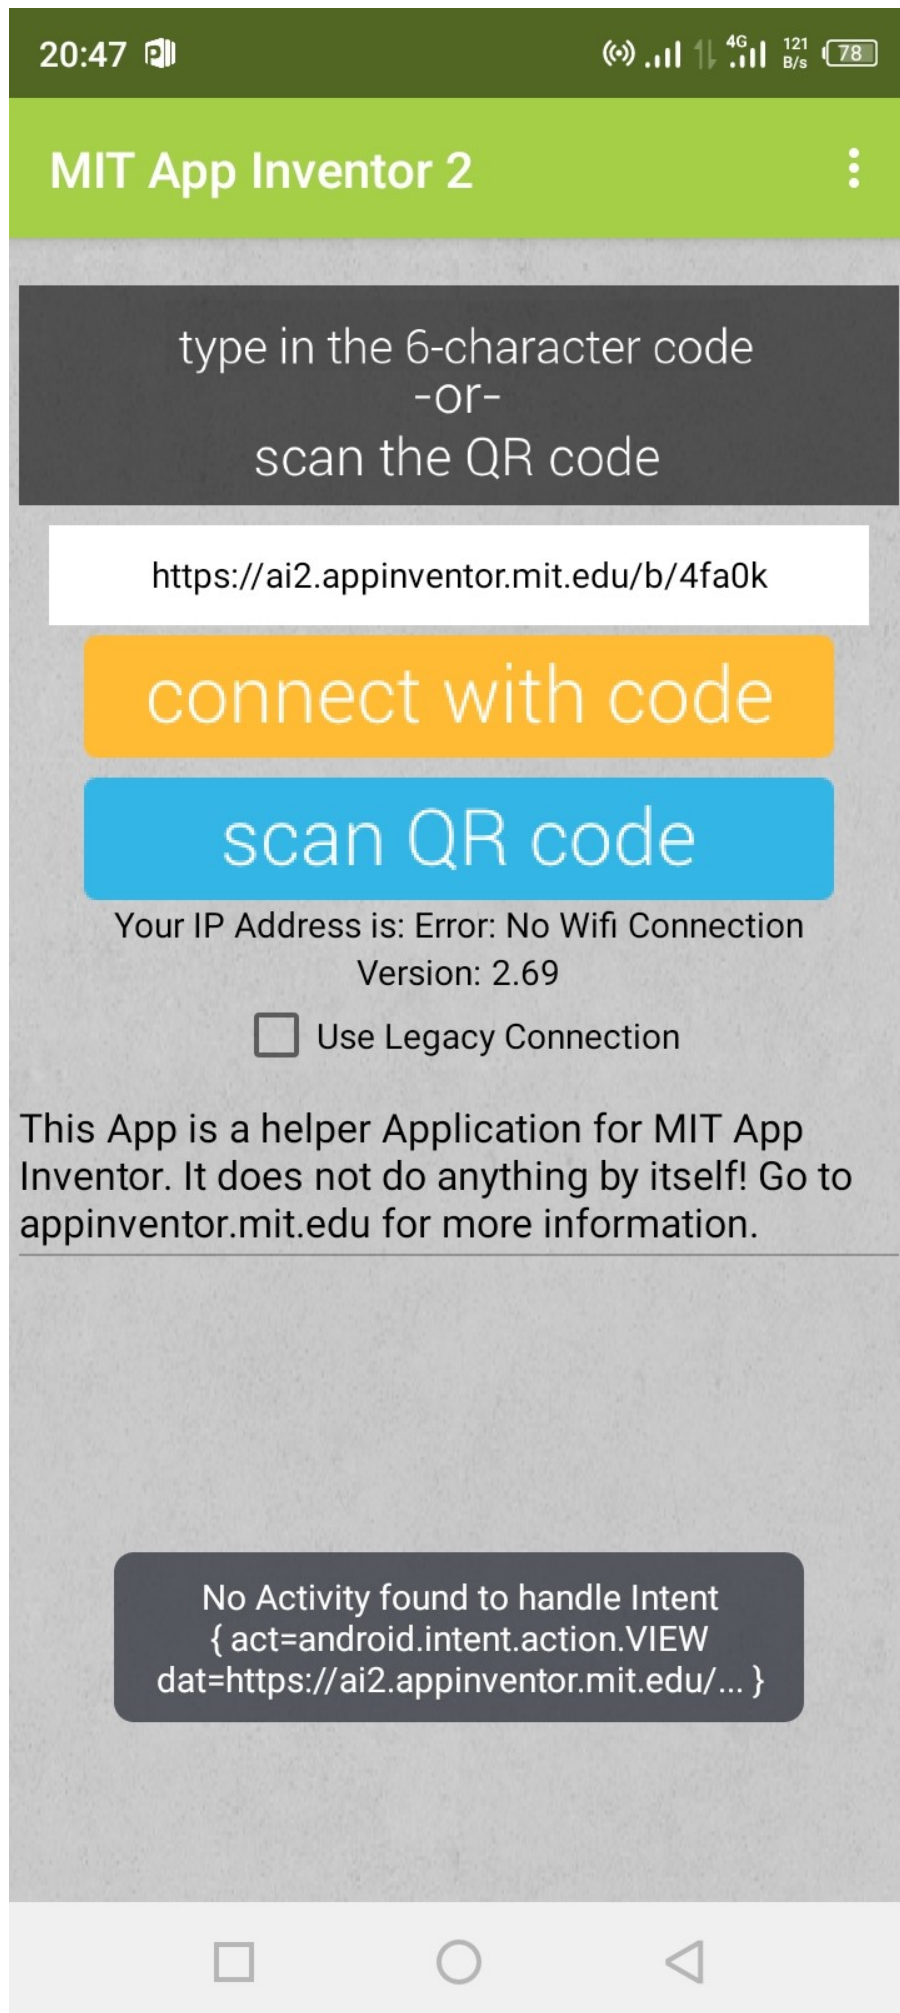 20:47
4G
121
B/s
78
MIT App Inventor 2
type in the 6-character code
-or-
scan the QR code
https://ai2.appinventor.mit.edu/b/4fa0k
connect with code
scan QR code
Your IP Address is: Error: No Wifi Connection
Version: 2.69
Use Legacy Connection
This App is a helper Application for MIT App
Inventor. It does not do anything by itself! Go to
appinventor.mit.edu for more information.
No Activity found to handle Intent
{ act=android.intent.action.VIEW
dat=https://ai2.appinventor.mit.edu/... }